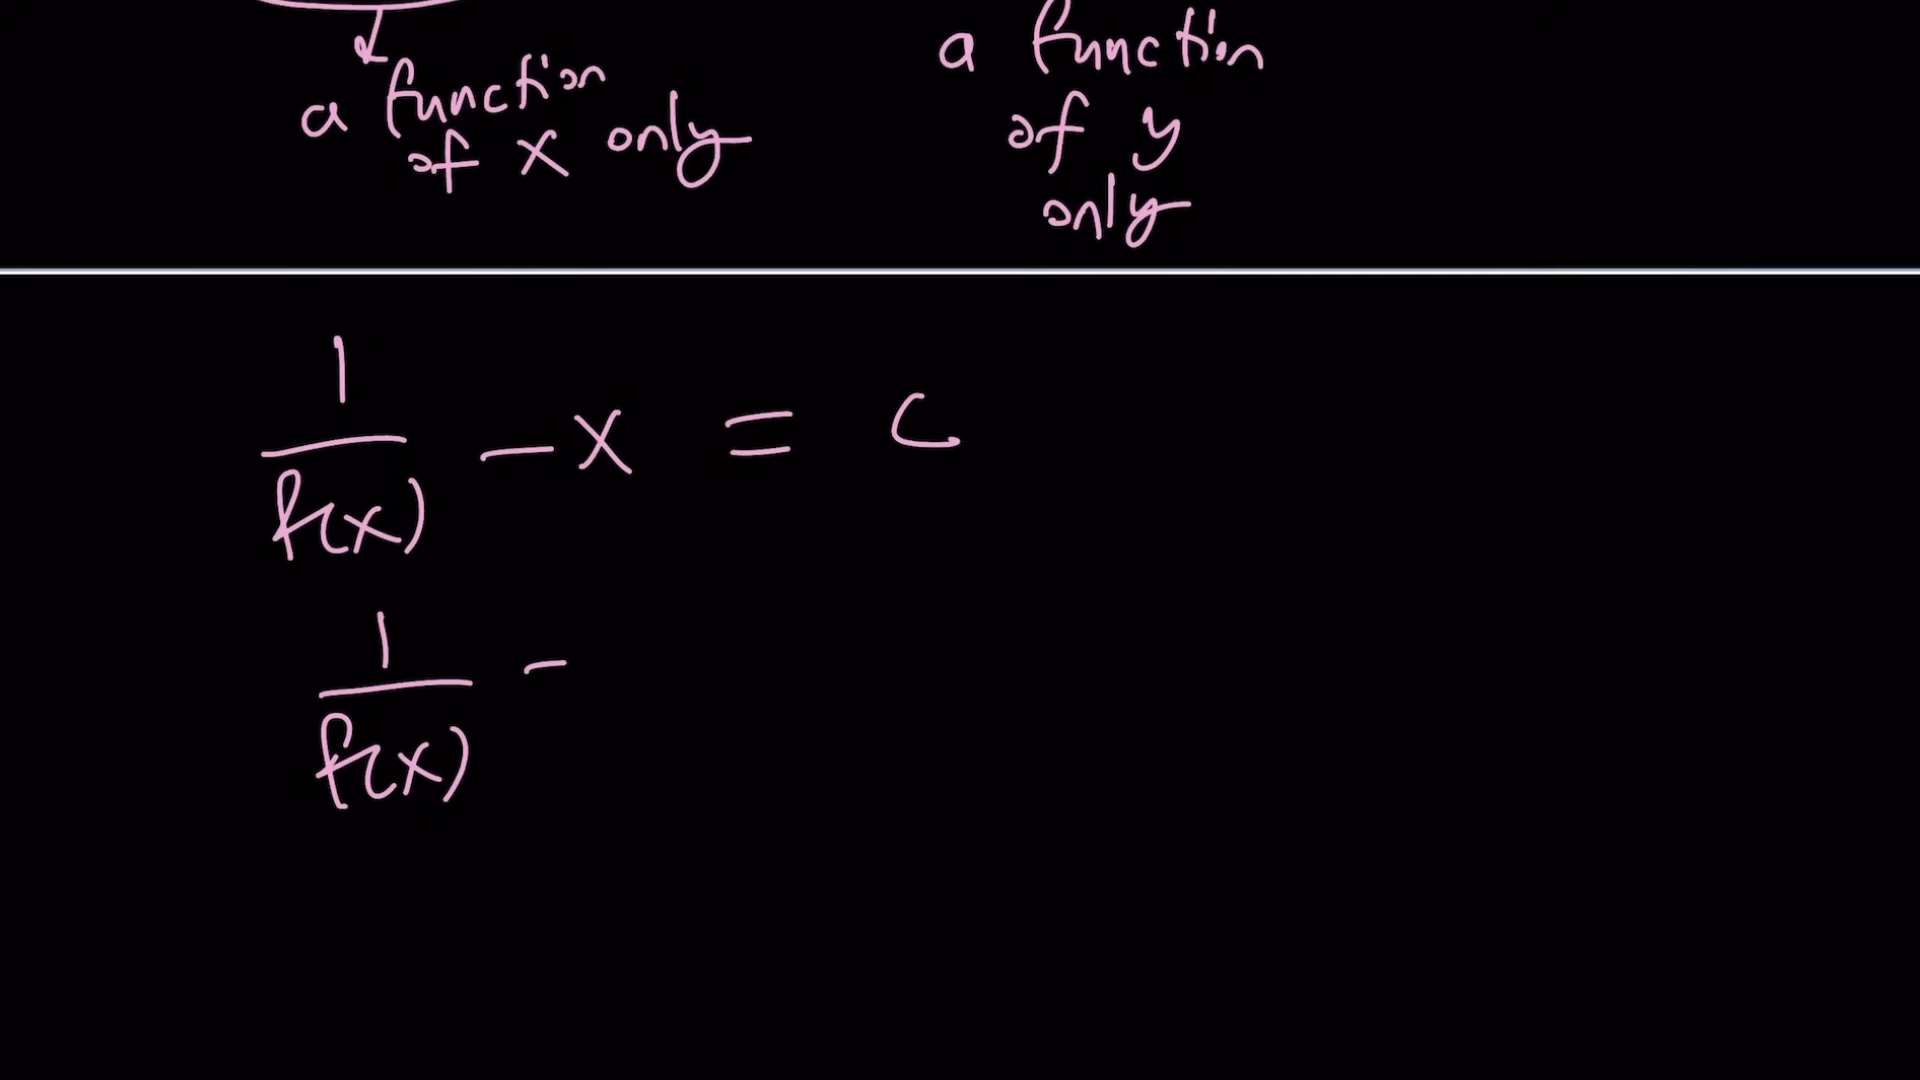 a function
of x only
a function
of y
only
1/f(x) - x = c
1/f(x) -